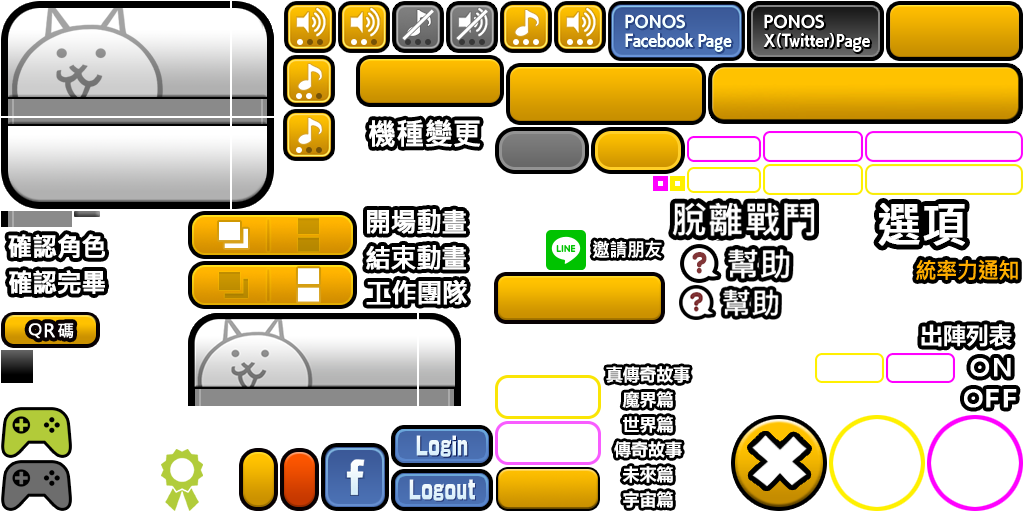 PONOS
Facebook Page
PONOS
X(Twitter)Page
機種變更
開場動畫
結束動畫
工作團隊
LINE
邀請朋友
脫離戰鬥
選項
?幫助
?幫助
統率力通知
確認角色
確認完畢
QR碼
出陣列表
ON
OFF
真傳奇故事
魔界篇
世界篇
傳奇故事
未來篇
宇宙篇
f
Login
Logout